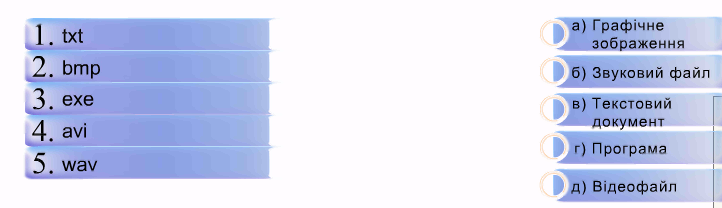 1. txt
2. bmp
3. exe
4. avi
5. wav
а) Графічне
зображення
б) Звуковий файл
в) Текстовий
документ
г) Програма
д) Відеофайл